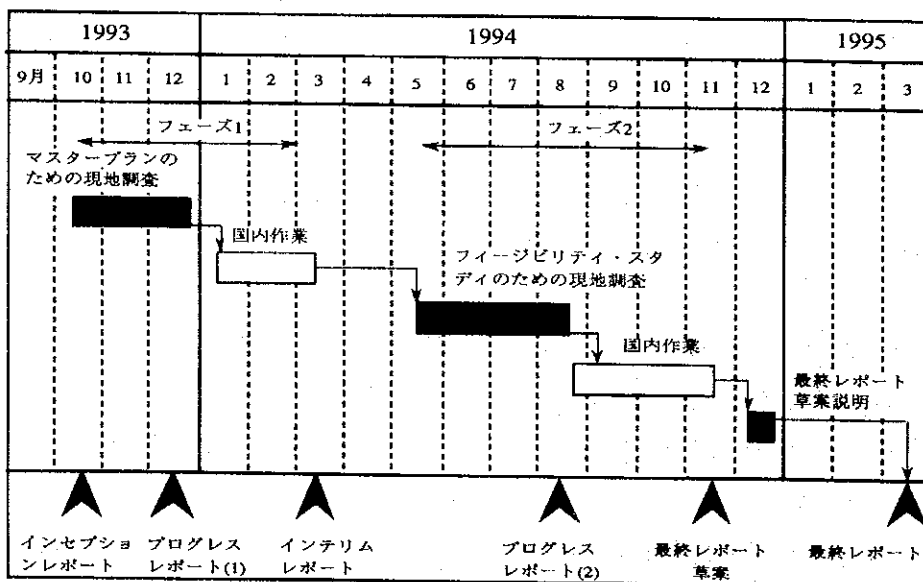 1993
1994
1995
9月 10 11 12 1 2 3 4 5 6 7 8 9 10 11 12 1 2 3
フェーズ1
フェーズ2
マスタープランの
ための現地調査
国内作業
フィージビリティ・スタ
ディのための現地調査
国内作業
最終レポート
草案説明
インセプショ
ンレポート
プログレス
レポート(1)
インテリム
レポート
プログレス
レポート(2)
最終レポート
草案
最終レポート